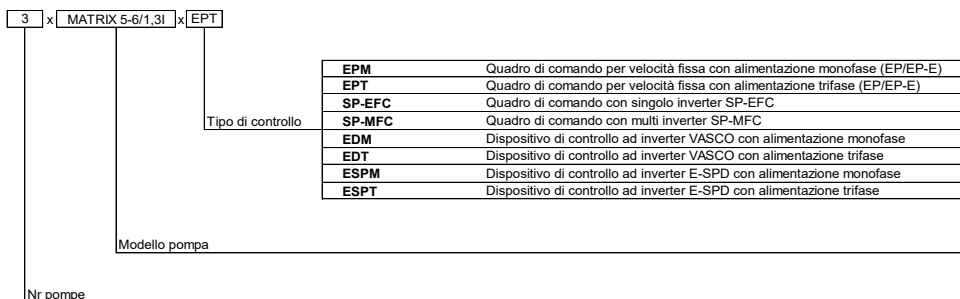 3 x MATRIX 5-6/1,3I x EPT
EPM Quadro di comando per velocità fissa con alimentazione monofase (EP/EP-E)
EPT Quadro di comando per velocità fissa con alimentazione trifase (EP/EP-E)
SP-EFC Quadro di comando con singolo inverter SP-EFC
Tipo di controllo SP-MFC Quadro di comando con multi inverter SP-MFC
EDM Dispositivo di controllo ad inverter VASCO con alimentazione monofase
EDT Dispositivo di controllo ad inverter VASCO con alimentazione trifase
ESPM Dispositivo di controllo ad inverter E-SPD con alimentazione monofase
ESPT Dispositivo di controllo ad inverter E-SPD con alimentazione trifase
Modello pompa
Nr pompe